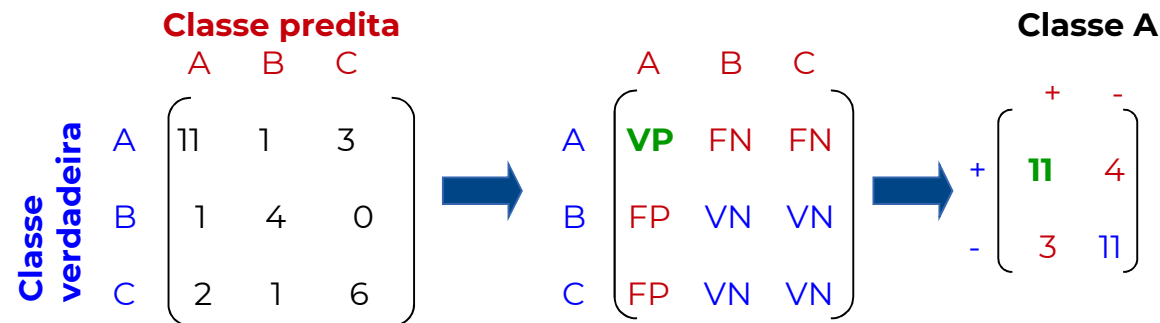 Classe predita
Classe A
A B C
A B C
+ -
Classe
verdadeira
A 11 1 3
B 1 4 0
C 2 1 6
A VP FN FN
B FP VN VN
C FP VN VN
+ 11 4
- 3 11